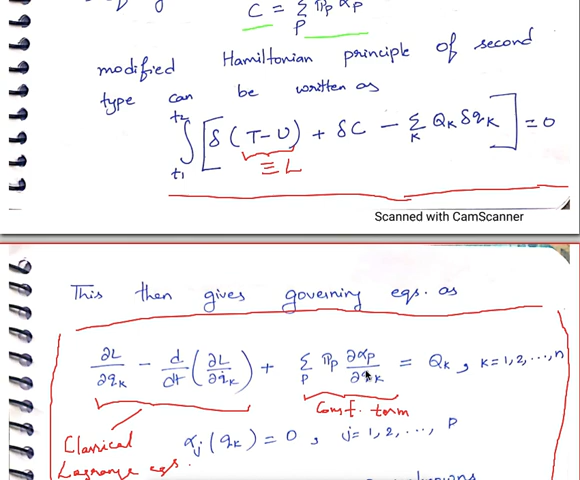 C = Σ_p π_p α_p
modified Hamiltonian principle of second
type can be written as
∫_{t1}^{t2} [ δ (T-U) + δC - Σ_K Q_K δq_K ] = 0
≡ L
Scanned with CamScanner
This then gives governing eqs. as
∂L/∂q_K - d/dt (∂L/∂q̇_K) + Σ_p π_p ∂α_p/∂q_K = Q_K , K=1,2,...,n
Const. term
Classical
Lagrange eqs.
α_j (q_K) = 0 , j= 1, 2, ..., P